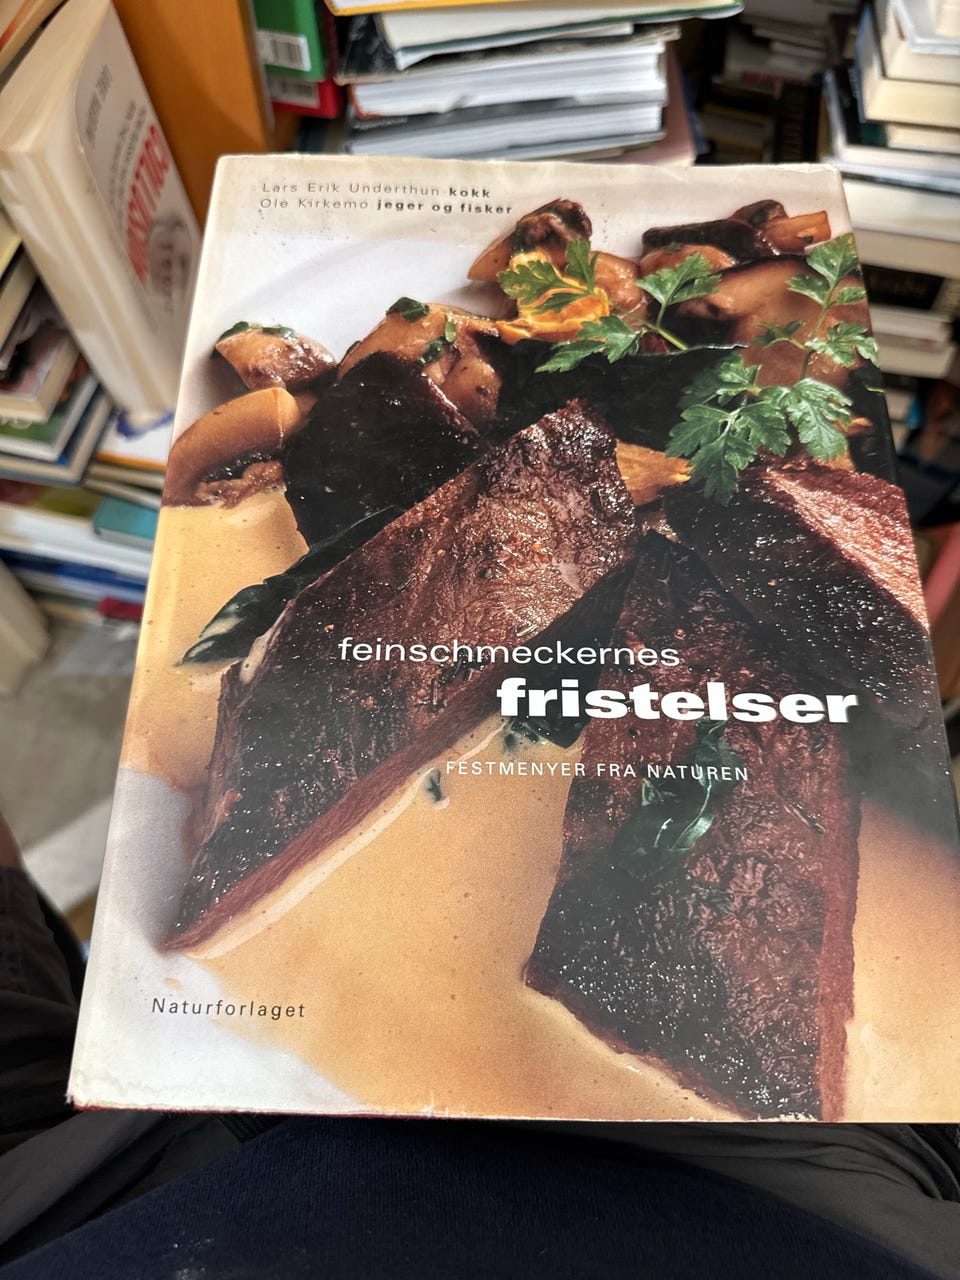 Lars Erik Underthun kokk
Ole Kirkemo jeger og fisker
feinschmeckernes
fristelser
FESTMENYER FRA NATUREN
Naturforlaget